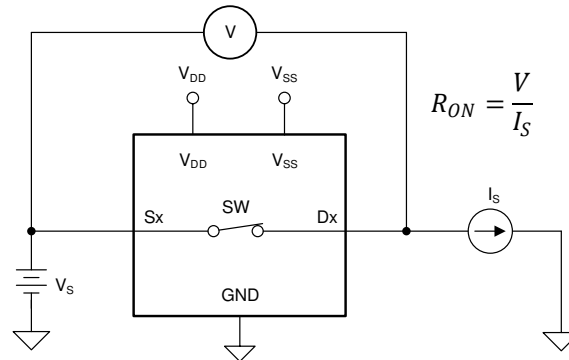 V
V_DD V_SS
R_ON = V/I_S
V_DD V_SS
Sx SW Dx
I_S
V_S
GND